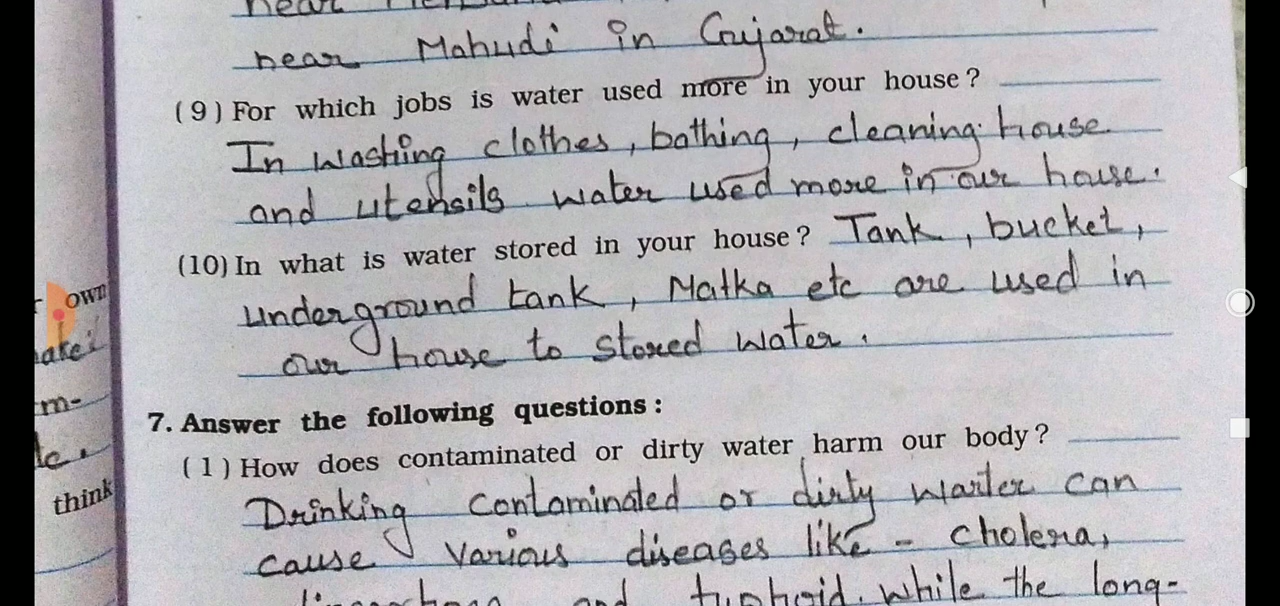 near
near Mahudi in Gujarat.
(9) For which jobs is water used more in your house?
In washing clothes, bathing, cleaning house
and utensils water used more in our house.
(10) In what is water stored in your house? Tank, bucket,
underground tank, Matka etc are used in
our house to stored water.
7. Answer the following questions:
(1) How does contaminated or dirty water harm our body?
Drinking contaminated or dirty water can
cause various diseases like - cholera,
and typhoid. while the long-
own
m-
think